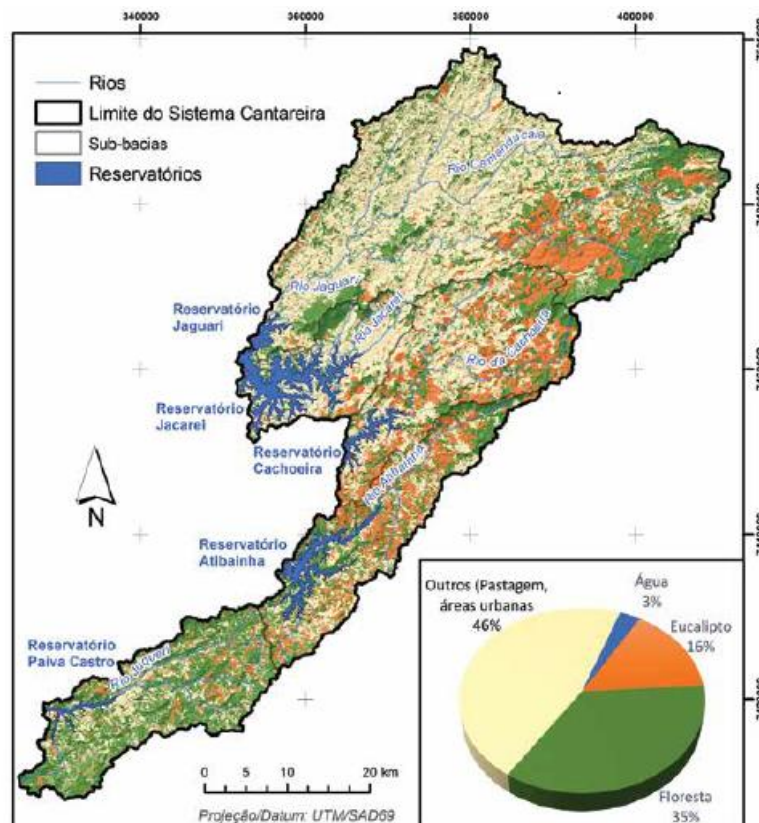 340000 360000 380000 400000
Rios
Limite do Sistema Cantareira
Sub-bacias
Reservatórios
Rio Camanducaia
Rio Jaguari
Reservatório
Jaguari
Rio Jacareí
Rio da Cachoeira
Reservatório
Jacareí
Reservatório
Cachoeira
N
Rio Atibainha
Reservatório
Atibainha
Reservatório
Paiva Castro
Rio Juqueri
0 5 10 20 km
Projeção/Datum: UTM/SAD69
Outros (Pastagem,
áreas urbanas
46%
Água
3%
Eucalipto
16%
Floresta
35%